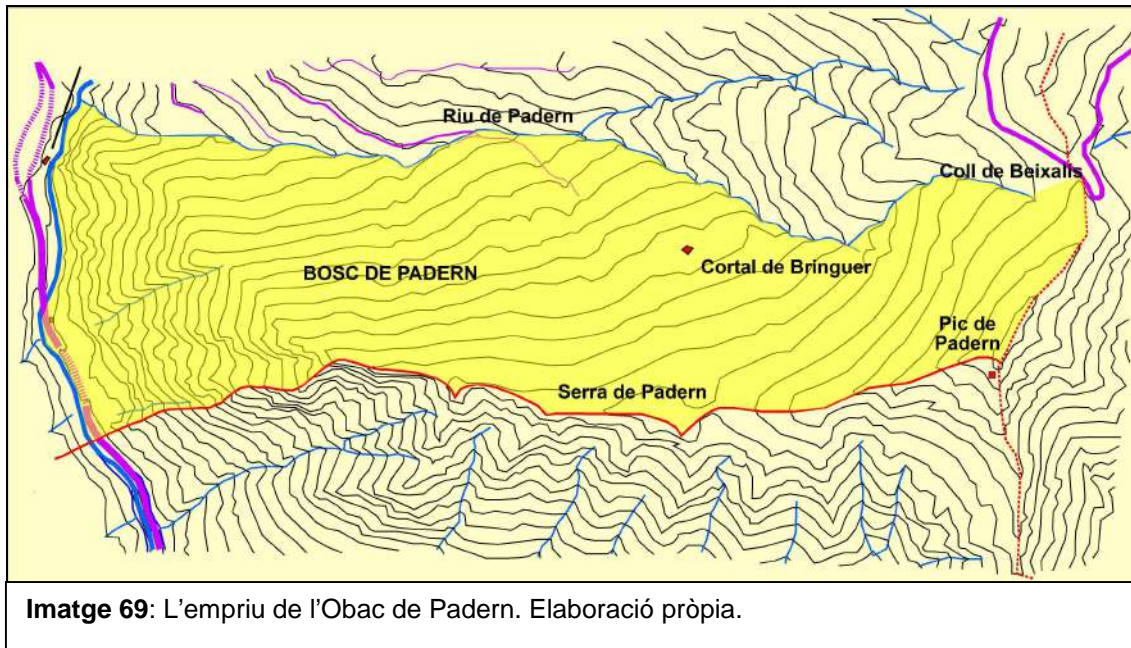 Riu de Padern
Coll de Beixalís
BOSC DE PADERN
Cortal de Bringuer
Pic de
Padern
Serra de Padern
Imatge 69: L'empriu de l'Obac de Padern. Elaboració pròpia.